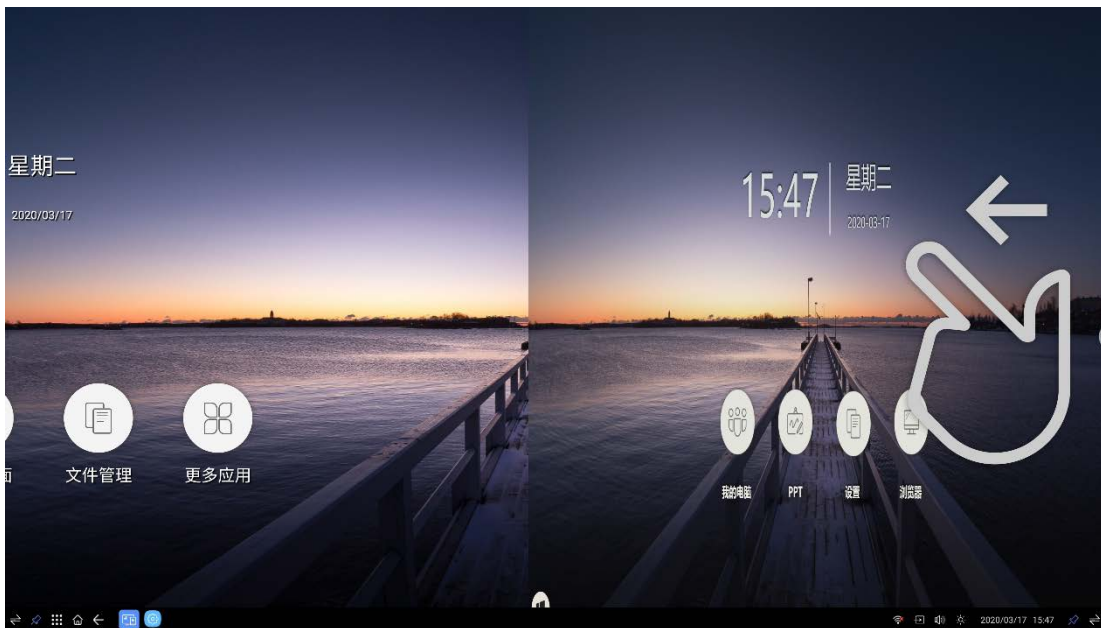 星期二
2020/03/17
面
文件管理
更多应用
15:47
星期二
2020-03-17
我的电脑
PPT
设置
浏览器
2020/03/17 15:47